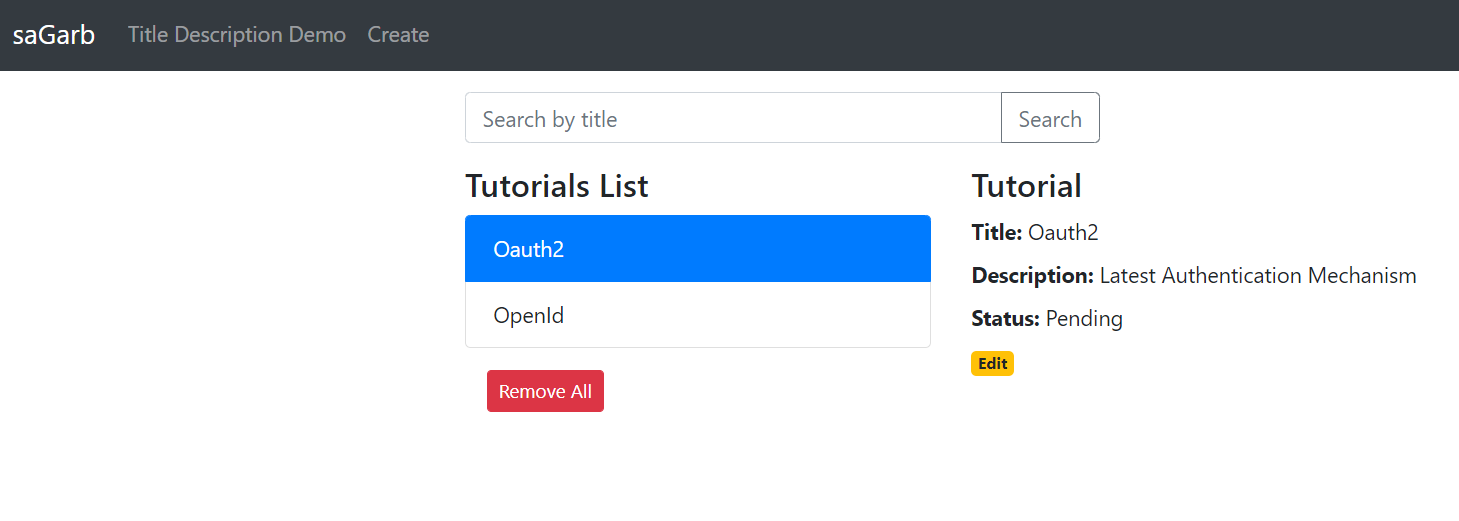 saGarb Title Description Demo Create
Search by title Search
Tutorials List
Oauth2
OpenId
Remove All
Tutorial
Title: Oauth2
Description: Latest Authentication Mechanism
Status: Pending
Edit